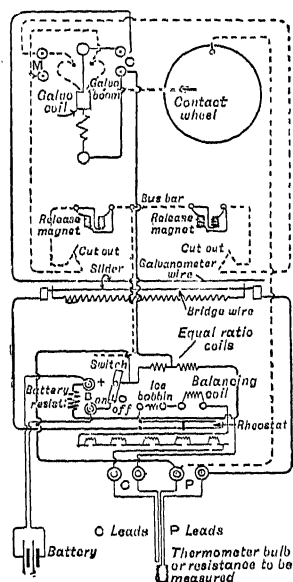 M
C
Galvo
coil
Galvo
boom
Contact
wheel
Bus bar
Release
magnet
Release
magnet
Cut out
Cut out
Slider
Galvanometer
wire
Bridge wire
Equal ratio
coils
Switch
Battery
resist:
+
B
on
off
Ice
bobbin
Balancing
coil
Rheostat
C
P
C Leads P Leads
Battery
Thermometer bulb
or resistance to be
measured